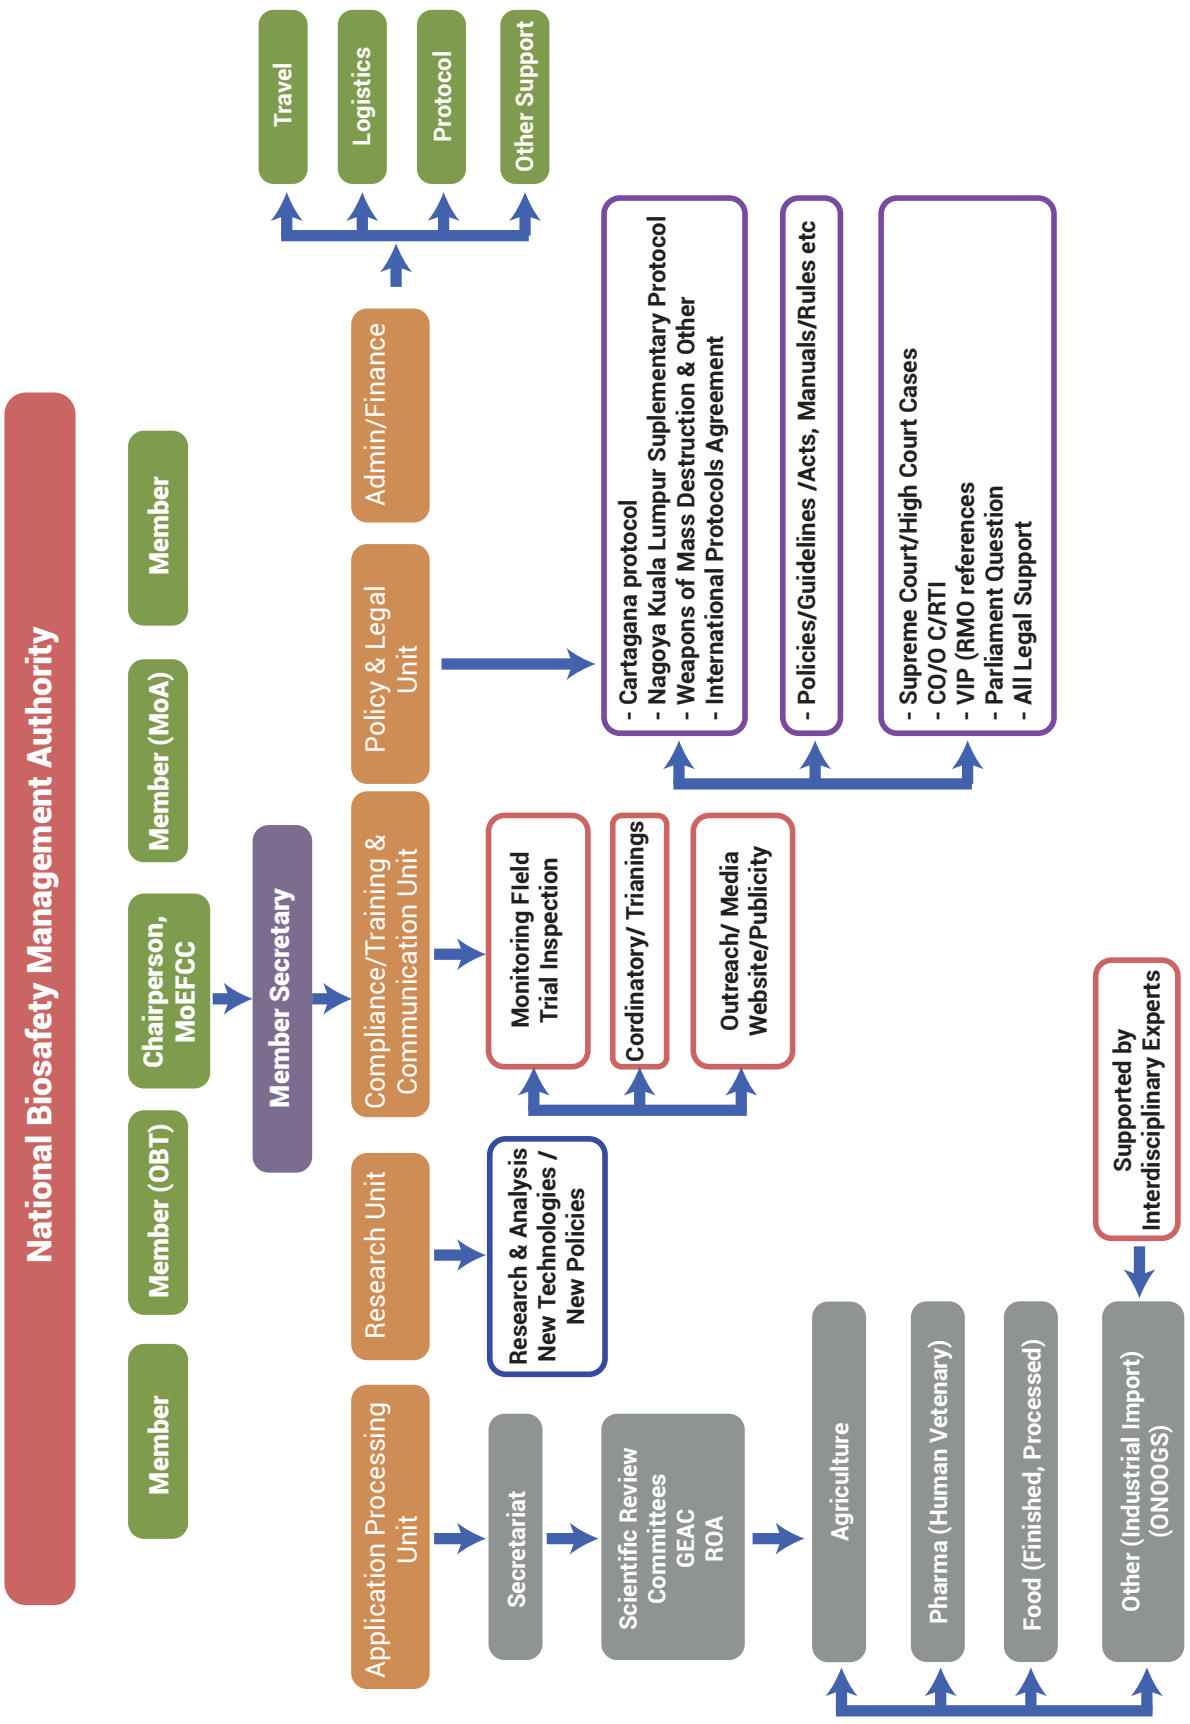 National Biosafety Management Authority
Member
Member (OBT)
Chairperson,
MoEFCC
Member (MoA)
Member
Member Secretary
Application Processing
Unit
Research Unit
Compliance/Training &
Communication Unit
Policy & Legal
Unit
Admin/Finance
Secretariat
Scientific Review
Committees
GEAC
ROA
Agriculture
Pharma (Human Vetenary)
Food (Finished, Processed)
Other (Industrial Import)
(ONOOGS)
Supported by
Interdisciplinary Experts
Research & Analysis
New Technologies /
New Policies
Monitoring FIeld
Trial Inspection
Cordinatory/ Trianings
Outreach/ Media
Website/Publicity
- Cartagana protocol
- Nagoya Kuala Lumpur Suplementary Protocol
- Weapons of Mass Destruction & Other
- International Protocols Agreement
- Policies/Guidelines /Acts, Manuals/Rules etc
- Supreme Court/High Court Cases
- CO/O C/RTI
- VIP (RMO references
- Parliament Question
- All Legal Support
Travel
Logistics
Protocol
Other Support